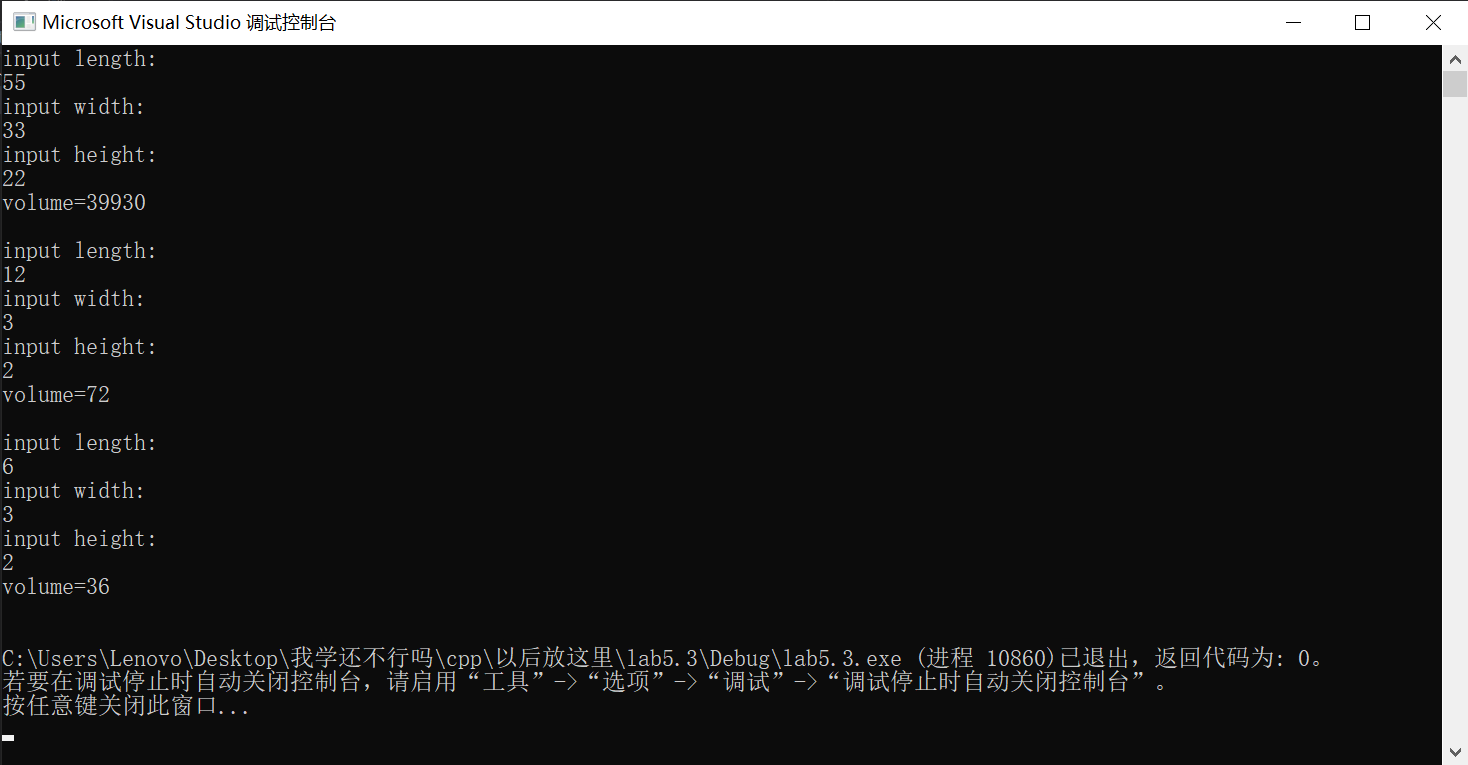 Microsoft Visual Studio 调试控制台
input length:
55
input width:
33
input height:
22
volume=39930
input length:
12
input width:
3
input height:
2
volume=72
input length:
6
input width:
3
input height:
2
volume=36
C:\Users\Lenovo\Desktop\我学还不行吗\cpp\以后放这里\lab5.3\Debug\lab5.3.exe (进程 10860)已退出，返回代码为: 0。
若要在调试停止时自动关闭控制台，请启用“工具”->“选项”->“调试”->“调试停止时自动关闭控制台”。
按任意键关闭此窗口...